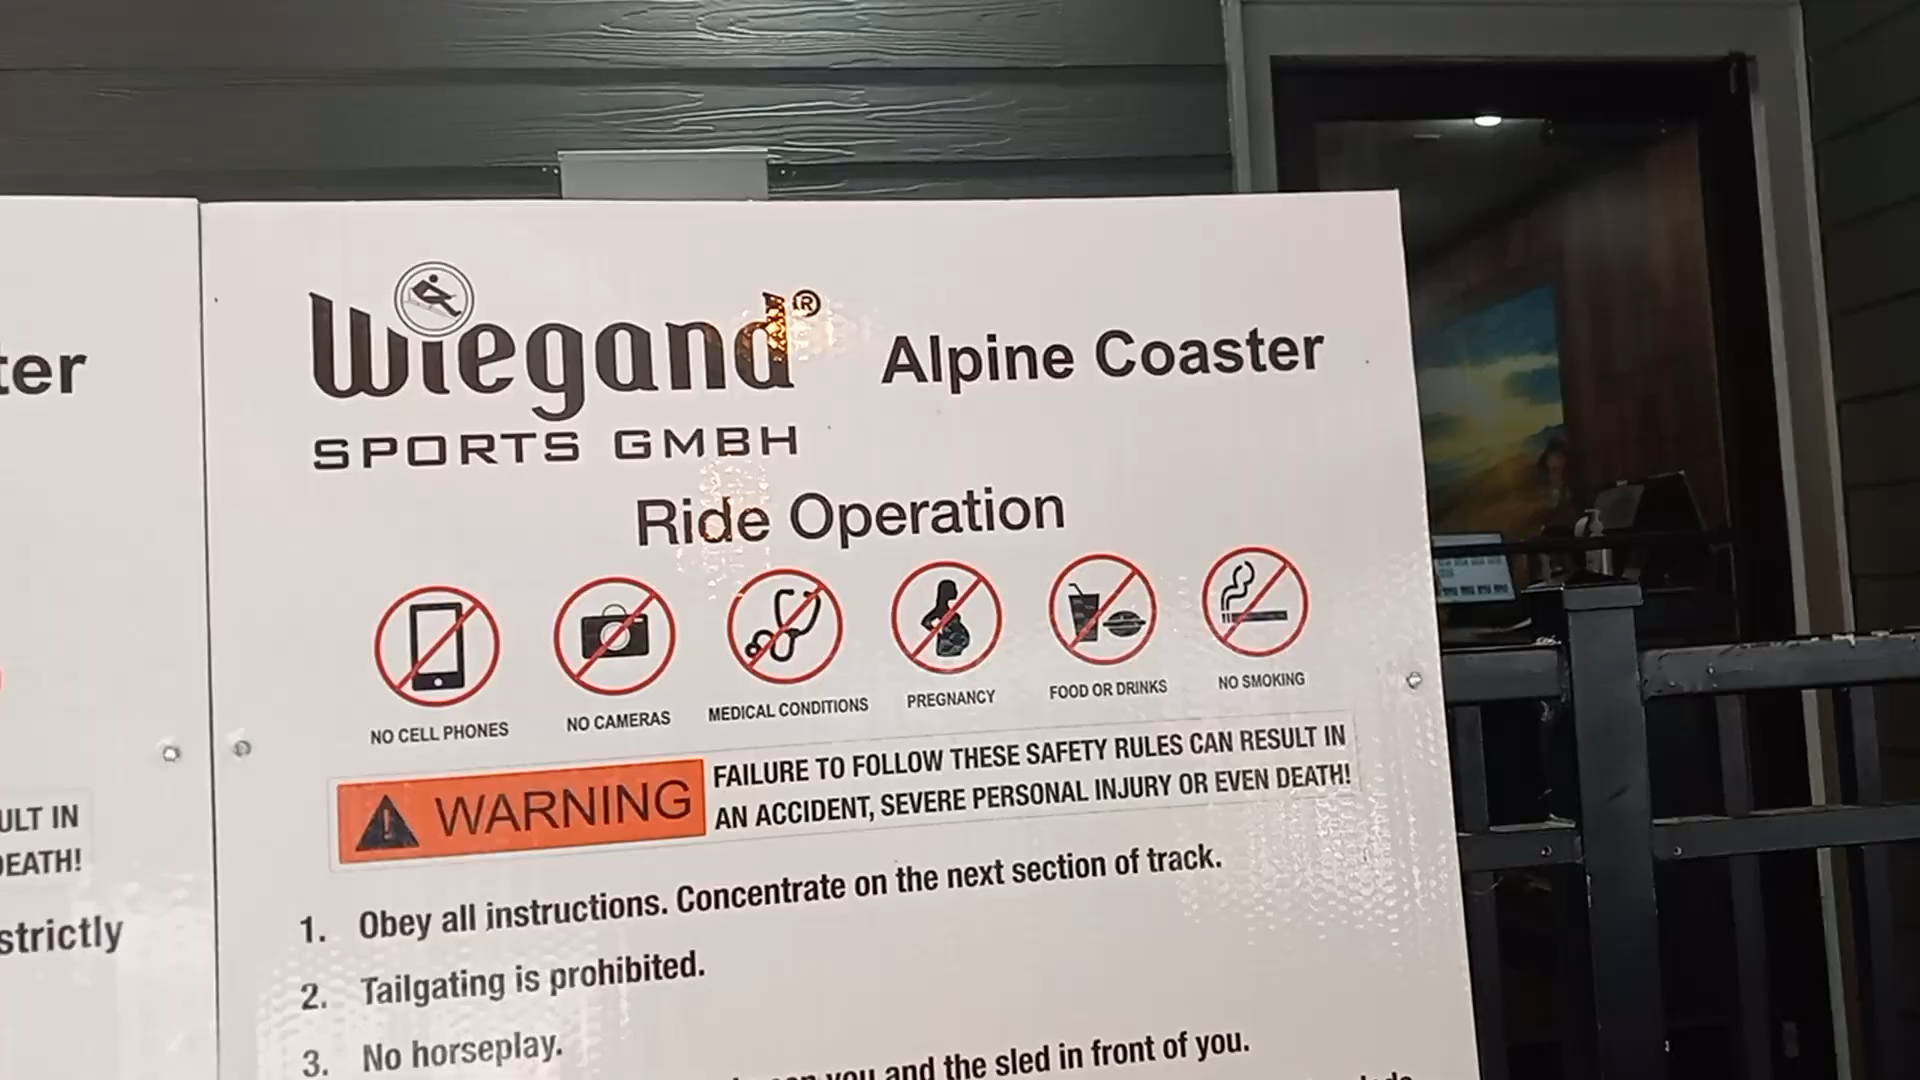 ter
ULT IN
DEATH!
strictly
Wiegand®
SPORTS GMBH
Alpine Coaster
Ride Operation
NO CELL PHONES
NO CAMERAS
MEDICAL CONDITIONS
PREGNANCY
FOOD OR DRINKS
NO SMOKING
WARNING
FAILURE TO FOLLOW THESE SAFETY RULES CAN RESULT IN
AN ACCIDENT, SEVERE PERSONAL INJURY OR EVEN DEATH!
1. Obey all instructions. Concentrate on the next section of track.
2. Tailgating is prohibited.
3. No horseplay.
you and the sled in front of you.